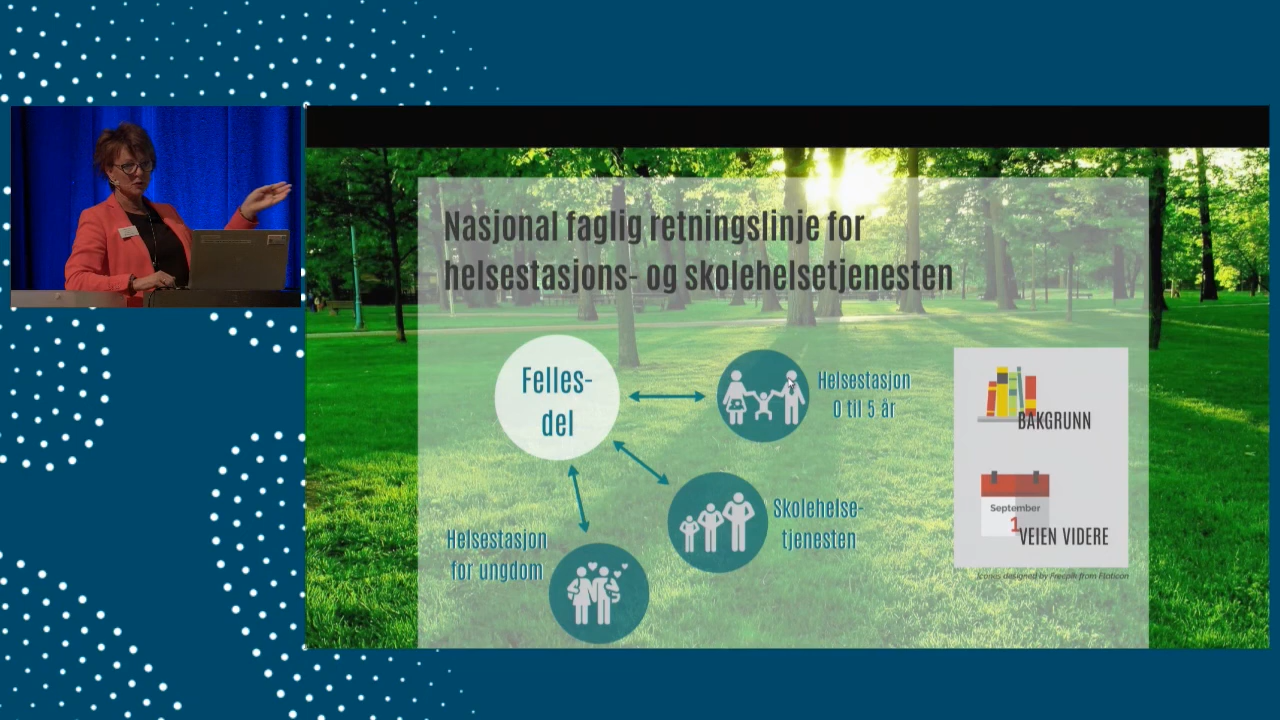 Nasjonal faglig retningslinje for
helsestasjons- og skolehelsetjenesten
Felles-
del
Helsestasjon
0 til 5 år
Skolehelse-
tjenesten
Helsestasjon
for ungdom
BAKGRUNN
September
1
VEIEN VIDERE
Icones designed by Freepik from Flaticon